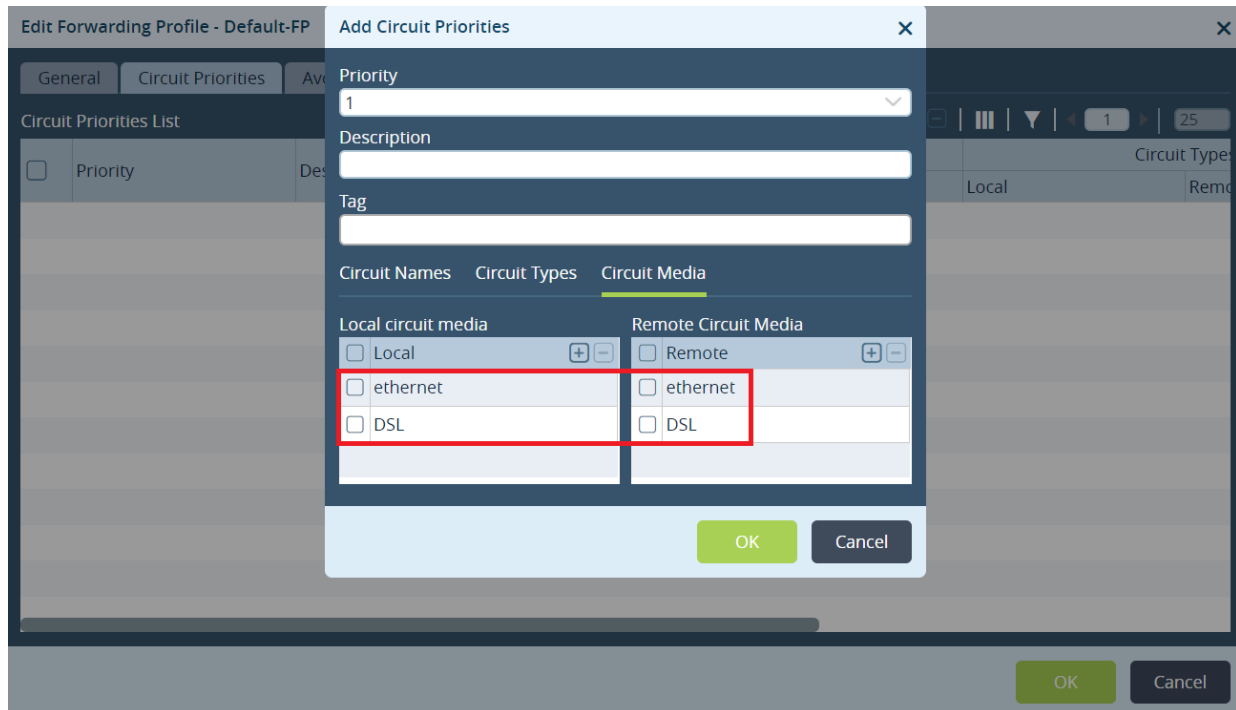 Edit Forwarding Profile - Default-FP
General Circuit Priorities
Circuit Priorities List
1 25
Priority
Circuit Types
Local
Add Circuit Priorities
Priority
1
Description
Tag
Circuit Names Circuit Types Circuit Media
Local circuit media Remote Circuit Media
Local Remote
ethernet ethernet
DSL DSL
OK Cancel
OK Cancel